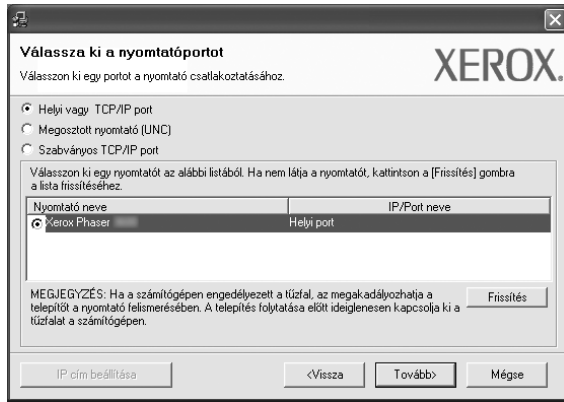 Válassza ki a nyomtatóportot
Válasszon ki egy portot a nyomtató csatlakoztatásához.
XEROX.
Helyi vagy TCP/IP port
Megosztott nyomtató (UNC)
Szabványos TCP/IP port
Válasszon ki egy nyomtatót az alábbi listából. Ha nem látja a nyomtatót, kattintson a [Frissítés] gombra
a lista frissítéséhez.
Nyomtató neve IP/Port neve
Xerox Phaser Helyi port
MEGJEGYZÉS: Ha a számítógépen engedélyezett a tűzfal, az megakadályozhatja a
telepítőt a nyomtató felismerésében. A telepítés folytatása előtt ideiglenesen kapcsolja ki a
tűzfalat a számítógépen.
Frissítés
IP cím beállítása <Vissza Tovább> Mégse